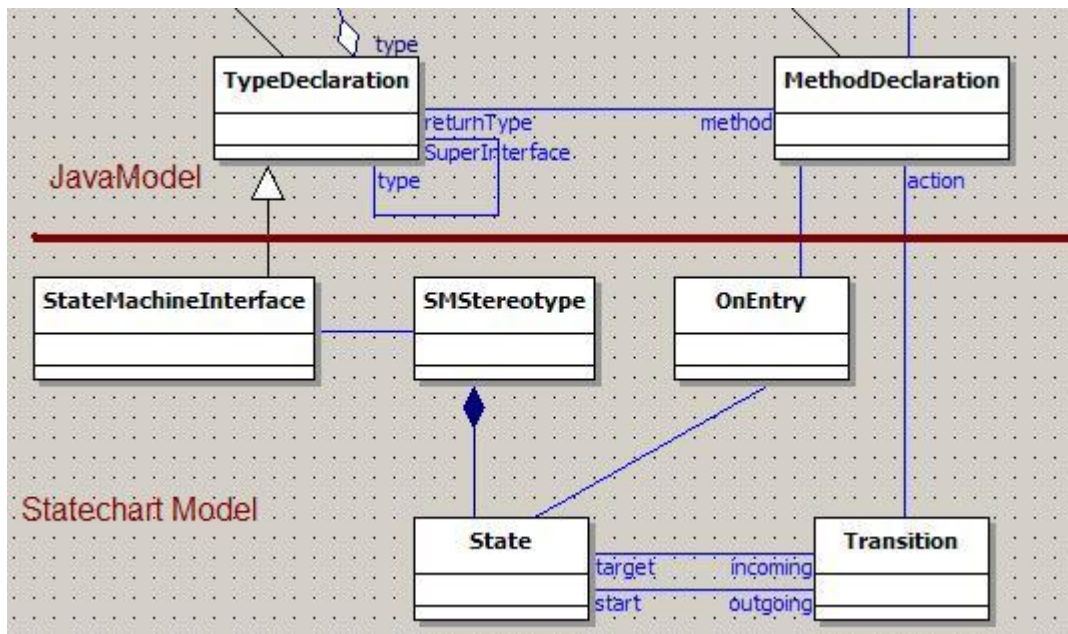 type
TypeDeclaration
MethodDeclaration
returnType
method
SuperInterface
JavaModel
type
action
StateMachineInterface
SMStereotype
OnEntry
Statechart Model
State
Transition
target
incoming
start
outgoing